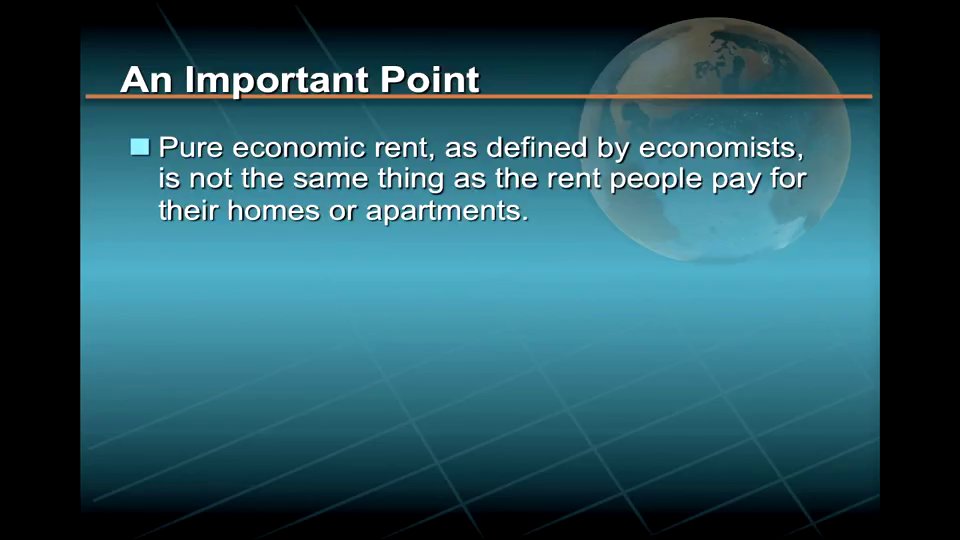 An Important Point
Pure economic rent, as defined by economists,
is not the same thing as the rent people pay for
their homes or apartments.